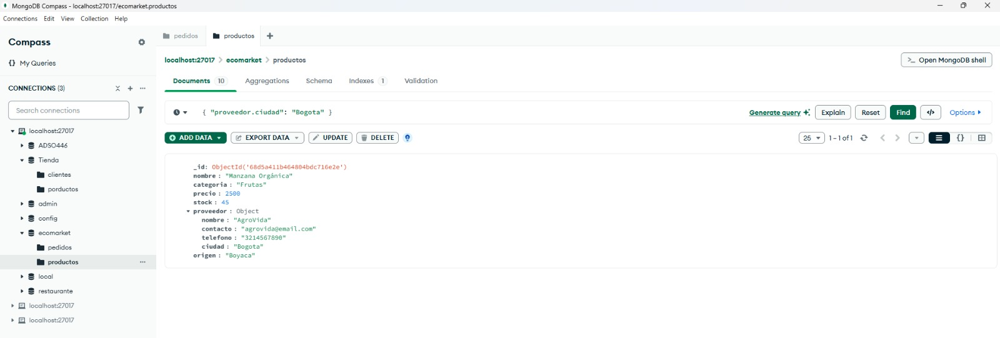 MongoDB Compass - localhost:27017/ecomarket.productos
Connections Edit View Collection Help
Compass
{} My Queries
CONNECTIONS (3)
Search connections
localhost:27017
ADSO446
Tienda
clientes
porductos
admin
config
ecomarket
pedidos
productos
local
restaurante
localhost:27017
localhost:27017
pedidos productos
localhost:27017 > ecomarket > productos
>_ Open MongoDB shell
Documents 10 Aggregations Schema Indexes 1 Validation
{ "proveedor.ciudad": "Bogota" }
Generate query Explain Reset Find </> Options
ADD DATA EXPORT DATA UPDATE DELETE
25 1 – 1 of 1 {}
_id: ObjectId('68d5a411b464804bdc716e2e')
nombre : "Manzana Orgánica"
categoria : "Frutas"
precio : 2500
stock : 45
proveedor : Object
nombre : "AgroVida"
contacto : "agrovida@email.com"
telefono : "3214567890"
ciudad : "Bogota"
origen : "Boyaca"